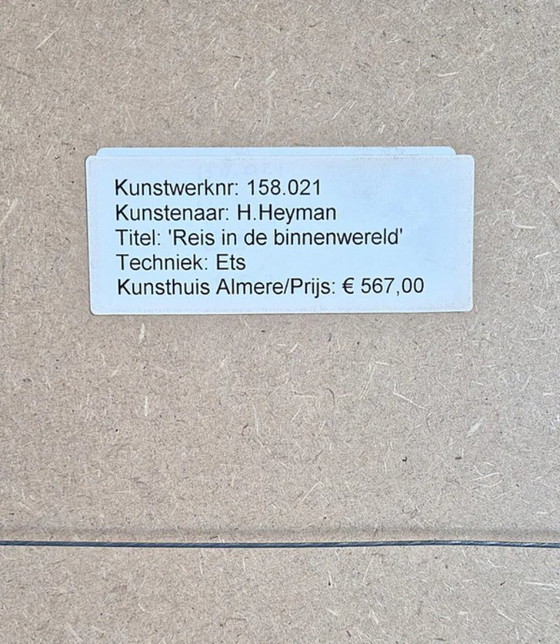 Kunstwerknr: 158.021
Kunstenaar: H.Heyman
Titel: 'Reis in de binnenwereld'
Techniek: Ets
Kunsthuis Almere/Prijs: € 567,00